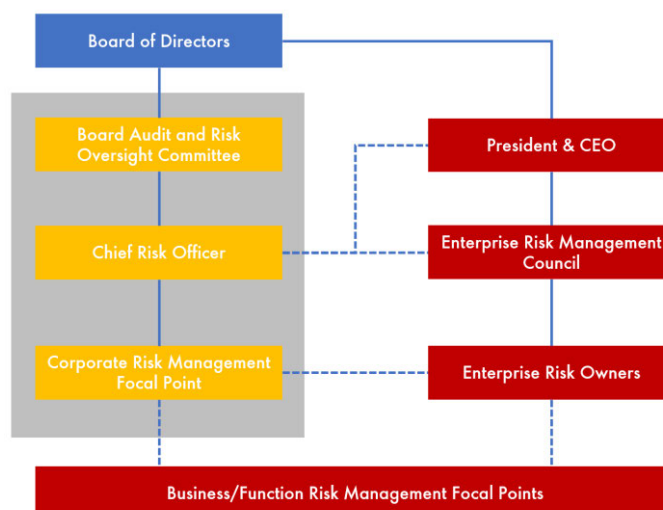 Board of Directors
Board Audit and Risk
Oversight Committee
President & CEO
Chief Risk Officer
Enterprise Risk Management
Council
Corporate Risk Management
Focal Point
Enterprise Risk Owners
Business/Function Risk Management Focal Points